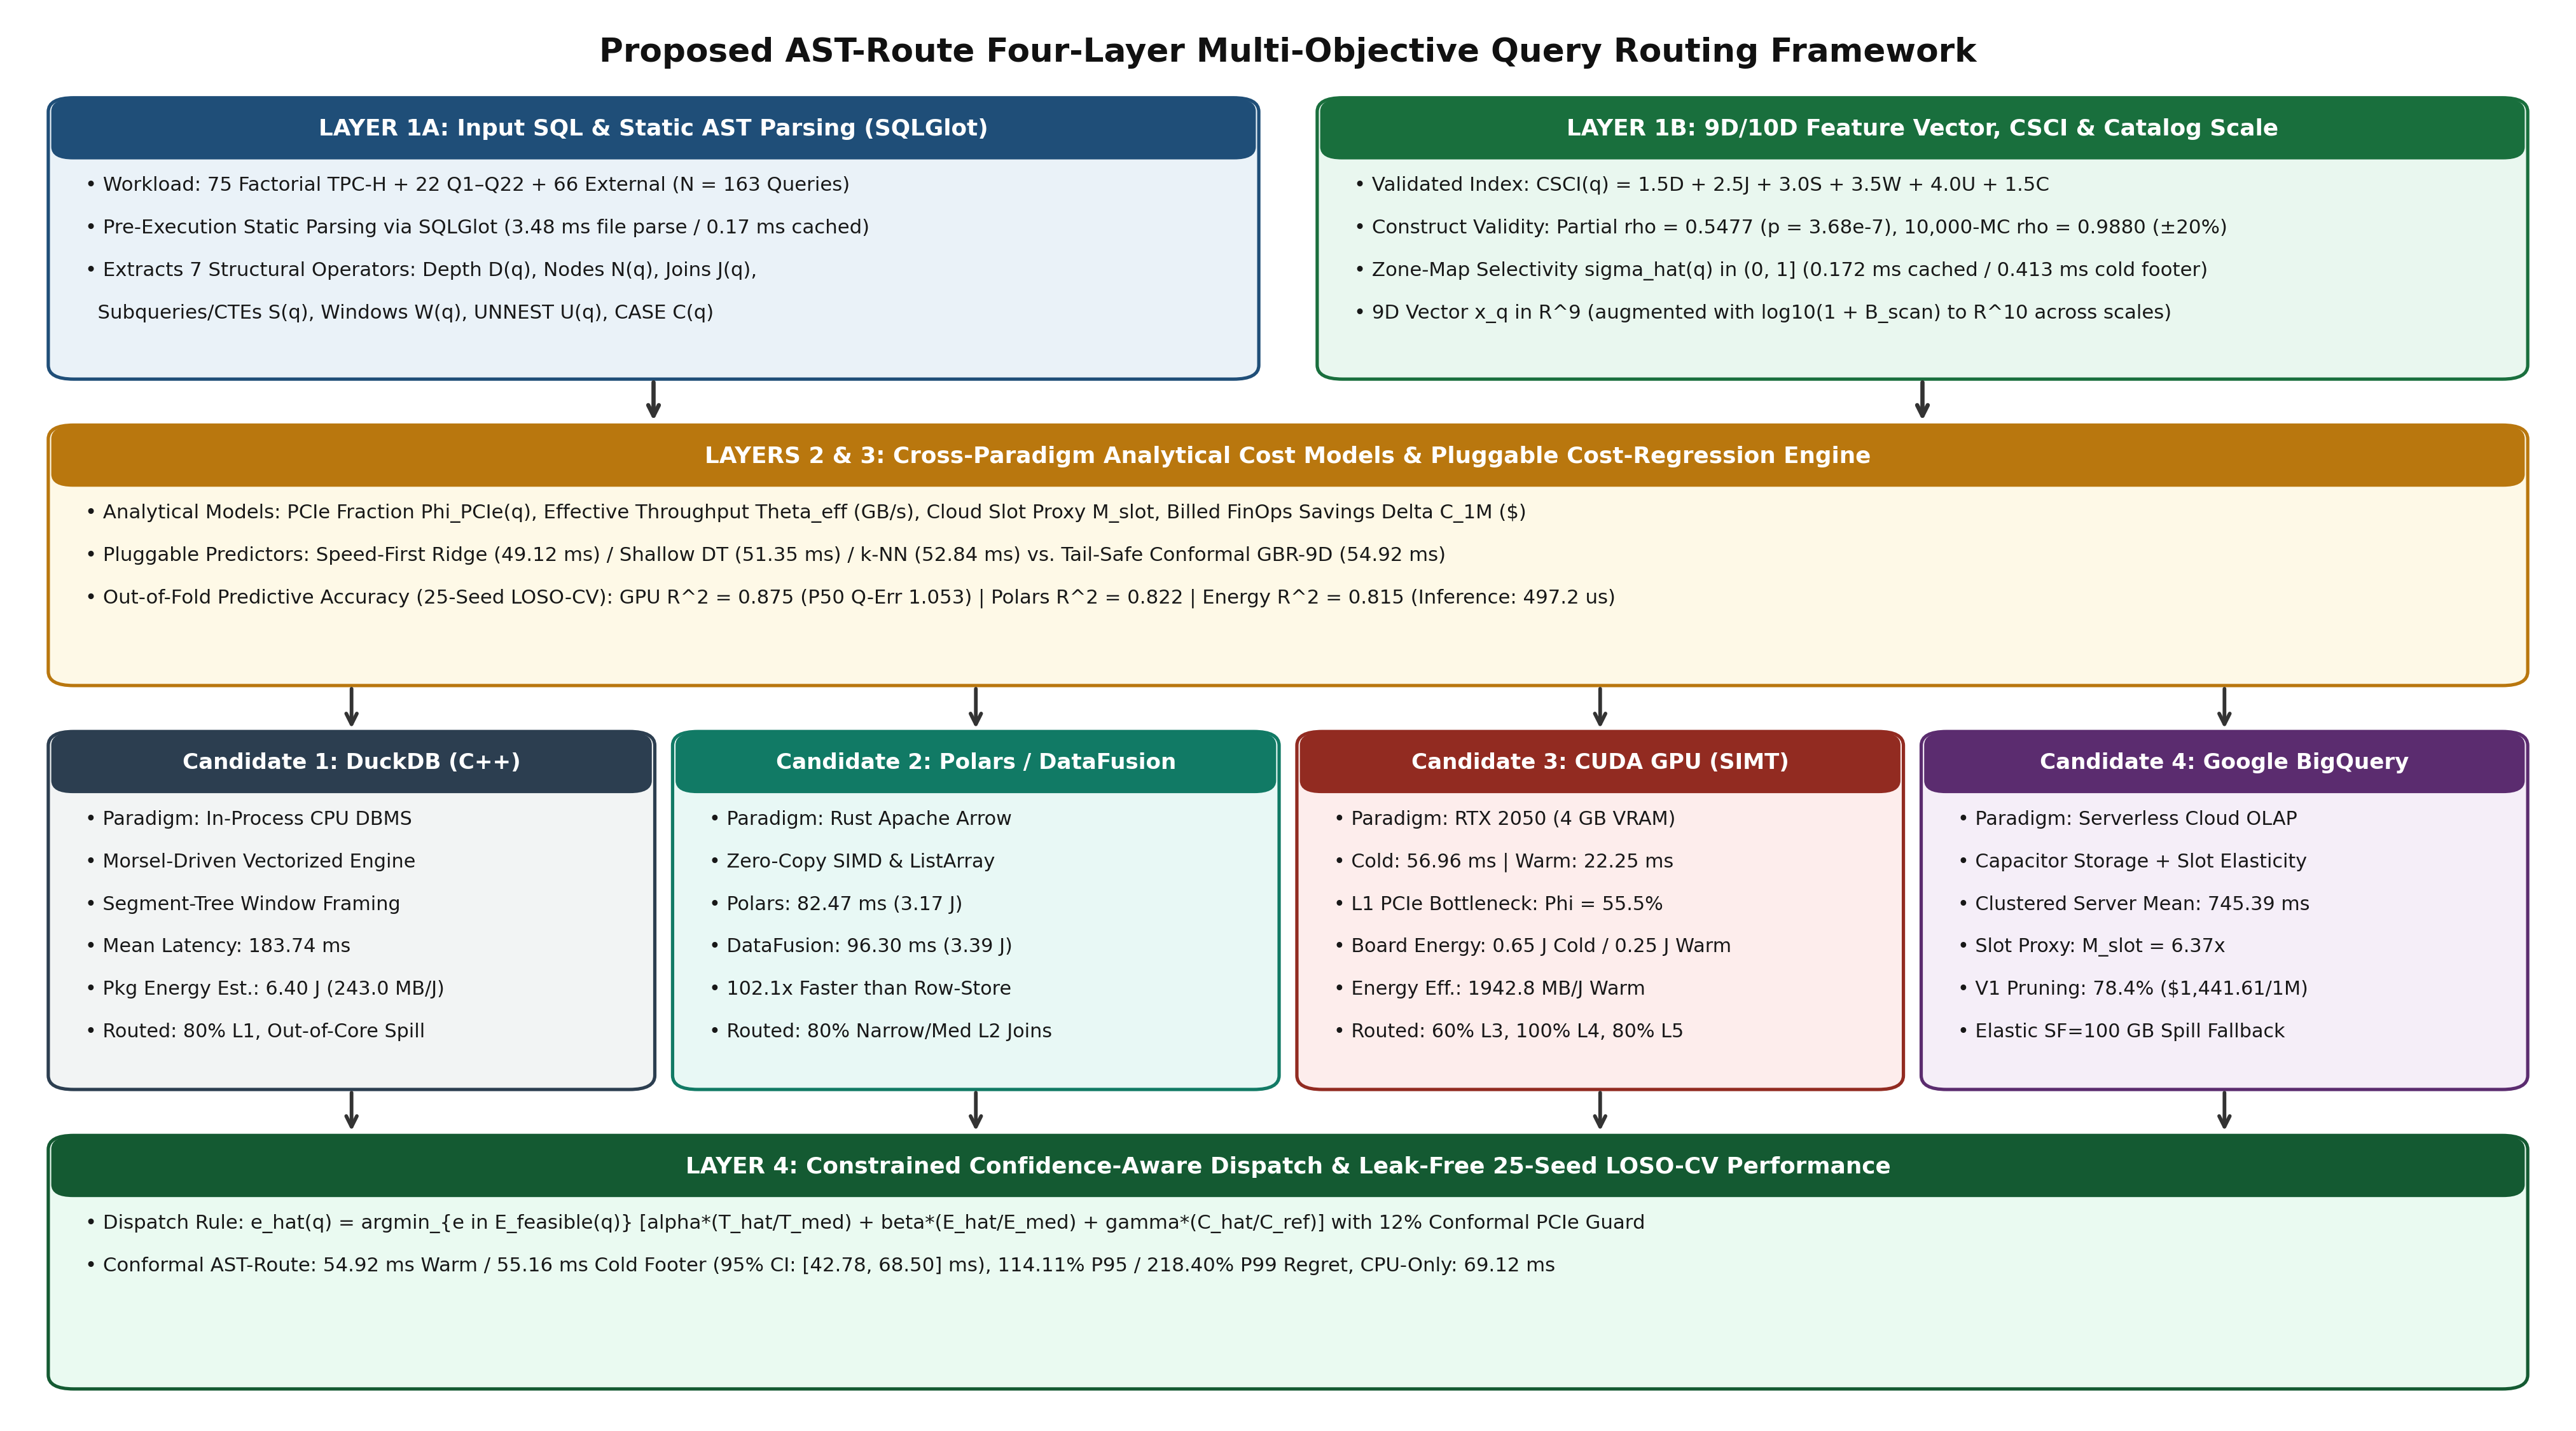 Proposed AST-Route Four-Layer Multi-Objective Query Routing Framework
LAYER 1A: Input SQL & Static AST Parsing (SQLGlot)
• Workload: 75 Factorial TPC-H + 22 Q1–Q22 + 66 External (N = 163 Queries)
• Pre-Execution Static Parsing via SQLGlot (3.48 ms file parse / 0.17 ms cached)
• Extracts 7 Structural Operators: Depth D(q), Nodes N(q), Joins J(q),
Subqueries/CTEs S(q), Windows W(q), UNNEST U(q), CASE C(q)
LAYER 1B: 9D/10D Feature Vector, CSCI & Catalog Scale
• Validated Index: CSCI(q) = 1.5D + 2.5J + 3.0S + 3.5W + 4.0U + 1.5C
• Construct Validity: Partial rho = 0.5477 (p = 3.68e-7), 10,000-MC rho = 0.9880 (±20%)
• Zone-Map Selectivity sigma_hat(q) in (0, 1] (0.172 ms cached / 0.413 ms cold footer)
• 9D Vector x_q in R^9 (augmented with log10(1 + B_scan) to R^10 across scales)
LAYERS 2 & 3: Cross-Paradigm Analytical Cost Models & Pluggable Cost-Regression Engine
• Analytical Models: PCIe Fraction Phi_PCIe(q), Effective Throughput Theta_eff (GB/s), Cloud Slot Proxy M_slot, Billed FinOps Savings Delta C_1M ($)
• Pluggable Predictors: Speed-First Ridge (49.12 ms) / Shallow DT (51.35 ms) / k-NN (52.84 ms) vs. Tail-Safe Conformal GBR-9D (54.92 ms)
• Out-of-Fold Predictive Accuracy (25-Seed LOSO-CV): GPU R^2 = 0.875 (P50 Q-Err 1.053) | Polars R^2 = 0.822 | Energy R^2 = 0.815 (Inference: 497.2 us)
Candidate 1: DuckDB (C++)
• Paradigm: In-Process CPU DBMS
• Morsel-Driven Vectorized Engine
• Segment-Tree Window Framing
• Mean Latency: 183.74 ms
• Pkg Energy Est.: 6.40 J (243.0 MB/J)
• Routed: 80% L1, Out-of-Core Spill
Candidate 2: Polars / DataFusion
• Paradigm: Rust Apache Arrow
• Zero-Copy SIMD & ListArray
• Polars: 82.47 ms (3.17 J)
• DataFusion: 96.30 ms (3.39 J)
• 102.1x Faster than Row-Store
• Routed: 80% Narrow/Med L2 Joins
Candidate 3: CUDA GPU (SIMT)
• Paradigm: RTX 2050 (4 GB VRAM)
• Cold: 56.96 ms | Warm: 22.25 ms
• L1 PCIe Bottleneck: Phi = 55.5%
• Board Energy: 0.65 J Cold / 0.25 J Warm
• Energy Eff.: 1942.8 MB/J Warm
• Routed: 60% L3, 100% L4, 80% L5
Candidate 4: Google BigQuery
• Paradigm: Serverless Cloud OLAP
• Capacitor Storage + Slot Elasticity
• Clustered Server Mean: 745.39 ms
• Slot Proxy: M_slot = 6.37x
• V1 Pruning: 78.4% ($1,441.61/1M)
• Elastic SF=100 GB Spill Fallback
LAYER 4: Constrained Confidence-Aware Dispatch & Leak-Free 25-Seed LOSO-CV Performance
• Dispatch Rule: e_hat(q) = argmin_{e in E_feasible(q)} [alpha*(T_hat/T_med) + beta*(E_hat/E_med) + gamma*(C_hat/C_ref)] with 12% Conformal PCIe Guard
• Conformal AST-Route: 54.92 ms Warm / 55.16 ms Cold Footer (95% CI: [42.78, 68.50] ms), 114.11% P95 / 218.40% P99 Regret, CPU-Only: 69.12 ms